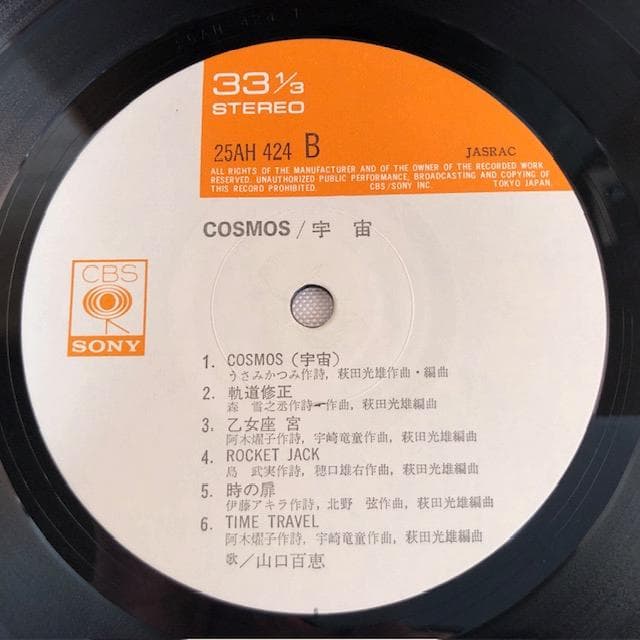 25AH 424 1
33 1/3
STEREO
25AH 424 B JASRAC
ALL RIGHTS OF THE MANUFACTURER AND OF THE OWNER OF THE RECORDED WORK
RESERVED. UNAUTHORIZED PUBLIC PERFORMANCE, BROADCASTING AND COPYING OF
THIS RECORD PROHIBITED. CBS/SONY INC. TOKYO JAPAN.
COSMOS/宇 宙
CBS
SONY
1. COSMOS (宇宙)
うさみかつみ作詩, 萩田光雄作曲・編曲
2. 軌道修正
森 雪之丞作詩ー作曲, 萩田光雄編曲
3. 乙女座 宮
阿木燿子作詩, 宇崎竜童作曲, 萩田光雄編曲
4. ROCKET JACK
島 武実作詩, 穂口雄右作曲, 萩田光雄編曲
5. 時の扉
伊藤アキラ作詩, 北野 弦作曲, 萩田光雄編曲
6. TIME TRAVEL
阿木燿子作詩, 宇崎竜童作曲, 萩田光雄編曲
歌/山口百恵